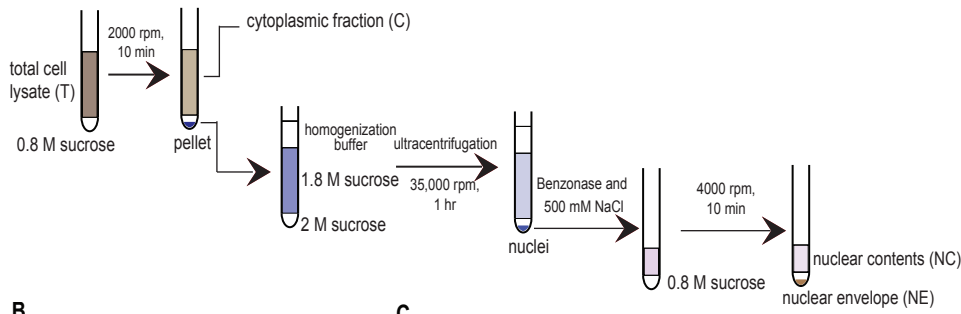 cytoplasmic fraction (C)
2000 rpm,
10 min
total cell
lysate (T)
0.8 M sucrose
pellet
homogenization
buffer
1.8 M sucrose
2 M sucrose
ultracentrifugation
35,000 rpm,
1 hr
nuclei
Benzonase and
500 mM NaCl
0.8 M sucrose
4000 rpm,
10 min
nuclear contents (NC)
nuclear envelope (NE)
B
C